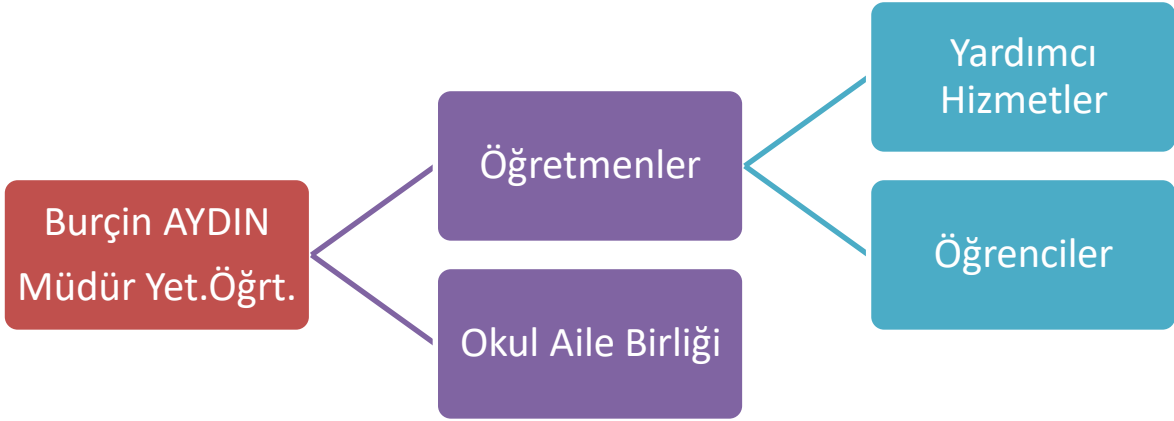 Burçin AYDIN
Müdür Yet.Öğrt.
Öğretmenler
Okul Aile Birliği
Yardımcı
Hizmetler
Öğrenciler